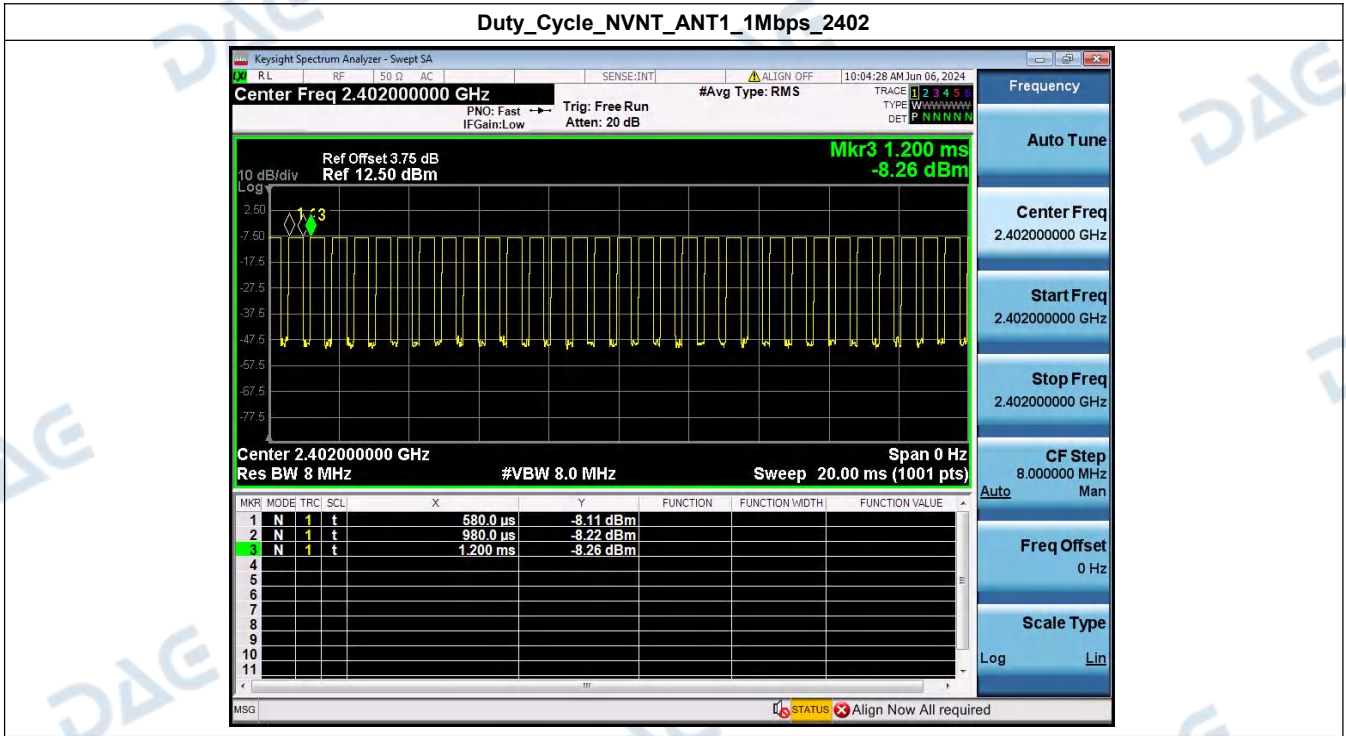 Duty_Cycle_NVNT_ANT1_1Mbps_2402
Keysight Spectrum Analyzer - Swept SA
LXI RL RF 50 Ω AC SENSE:INT ALIGN OFF 10:04:28 AM Jun 06, 2024
Center Freq 2.402000000 GHz
PNO: Fast
IFGain:Low
Trig: Free Run
Atten: 20 dB
#Avg Type: RMS
TRACE 1 2 3 4 5 6
TYPE WWWWWW
DET P N N N N N
Mkr3 1.200 ms
-8.26 dBm
10 dB/div
Log
Ref Offset 3.75 dB
Ref 12.50 dBm
2.50
-7.50
-17.5
-27.5
-37.5
-47.5
-57.5
-67.5
-77.5
3
Center 2.402000000 GHz Span 0 Hz
Res BW 8 MHz #VBW 8.0 MHz Sweep 20.00 ms (1001 pts)
MKR MODE TRC SCL X Y FUNCTION FUNCTION WIDTH FUNCTION VALUE
1 N 1 t 580.0 µs -8.11 dBm
2 N 1 t 980.0 µs -8.22 dBm
3 N 1 t 1.200 ms -8.26 dBm
4
5
6
7
8
9
10
11
MSG STATUS Align Now All required
Frequency
Auto Tune
Center Freq
2.402000000 GHz
Start Freq
2.402000000 GHz
Stop Freq
2.402000000 GHz
CF Step
8.000000 MHz
Auto Man
Freq Offset
0 Hz
Scale Type
Log Lin
DAG
DAG
DAG